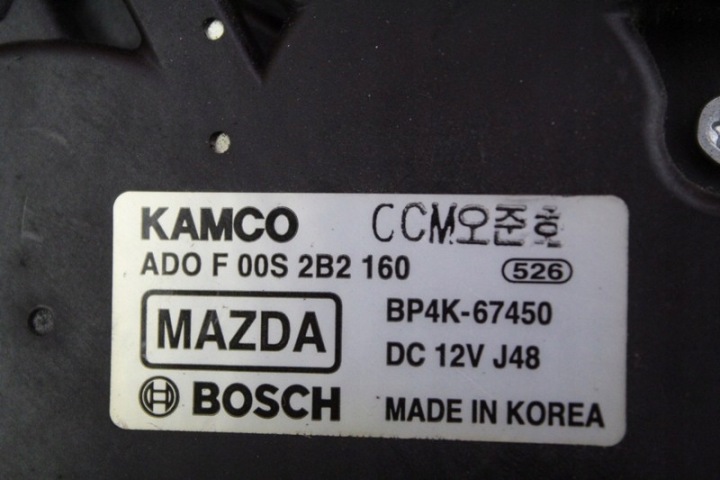 KAMCO CCM오준호
ADO F 00S 2B2 160 526
MAZDA BP4K-67450
DC 12V J48
BOSCH MADE IN KOREA